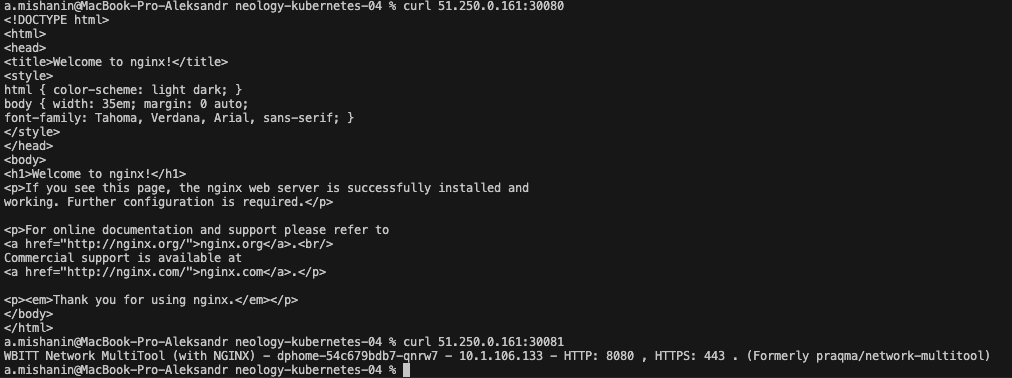 a.mishanin@MacBook-Pro-Aleksandr neology-kubernetes-04 % curl 51.250.0.161:30080
<!DOCTYPE html>
<html>
<head>
<title>Welcome to nginx!</title>
<style>
html { color-scheme: light dark; }
body { width: 35em; margin: 0 auto;
font-family: Tahoma, Verdana, Arial, sans-serif; }
</style>
</head>
<body>
<h1>Welcome to nginx!</h1>
<p>If you see this page, the nginx web server is successfully installed and
working. Further configuration is required.</p>

<p>For online documentation and support please refer to
<a href="http://nginx.org/">nginx.org</a>.<br/>
Commercial support is available at
<a href="http://nginx.com/">nginx.com</a>.</p>

<p><em>Thank you for using nginx.</em></p>
</body>
</html>
a.mishanin@MacBook-Pro-Aleksandr neology-kubernetes-04 % curl 51.250.0.161:30081
WBITT Network MultiTool (with NGINX) - dphome-54c679bdb7-qnrw7 - 10.1.106.133 - HTTP: 8080 , HTTPS: 443 . (Formerly praqma/network-multitool)
a.mishanin@MacBook-Pro-Aleksandr neology-kubernetes-04 %